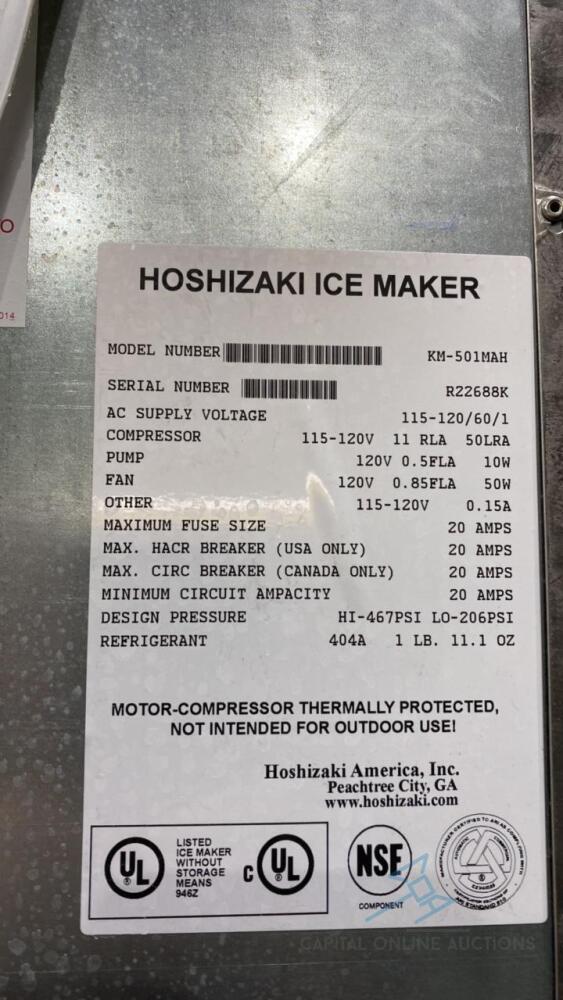 O
014
HOSHIZAKI ICE MAKER
MODEL NUMBER KM-501MAH
SERIAL NUMBER R22688K
AC SUPPLY VOLTAGE 115-120/60/1
COMPRESSOR 115-120V 11 RLA 50LRA
PUMP 120V 0.5FLA 10W
FAN 120V 0.85FLA 50W
OTHER 115-120V 0.15A
MAXIMUM FUSE SIZE 20 AMPS
MAX. HACR BREAKER (USA ONLY) 20 AMPS
MAX. CIRC BREAKER (CANADA ONLY) 20 AMPS
MINIMUM CIRCUIT AMPACITY 20 AMPS
DESIGN PRESSURE HI-467PSI LO-206PSI
REFRIGERANT 404A 1 LB. 11.1 OZ
MOTOR-COMPRESSOR THERMALLY PROTECTED,
NOT INTENDED FOR OUTDOOR USE!
Hoshizaki America, Inc.
Peachtree City, GA
www.hoshizaki.com
UL ®
LISTED
ICE MAKER
WITHOUT
STORAGE
MEANS
946Z
C UL ®
NSF
COMPONENT
CAPITAL ONLINE AUCTIONS